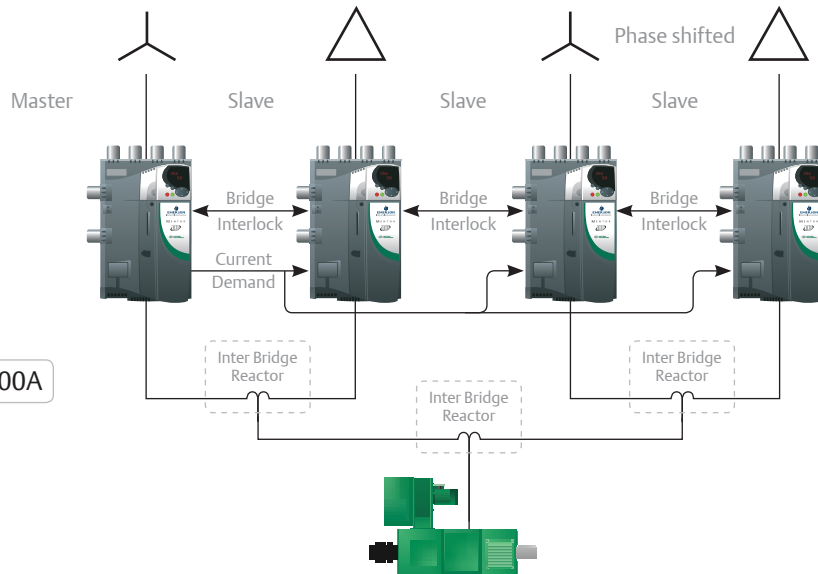 Phase shifted
Master
Slave
Slave
Slave
Bridge
Interlock
Bridge
Interlock
Bridge
Interlock
Current
Demand
Inter Bridge
Reactor
Inter Bridge
Reactor
Inter Bridge
Reactor
00A